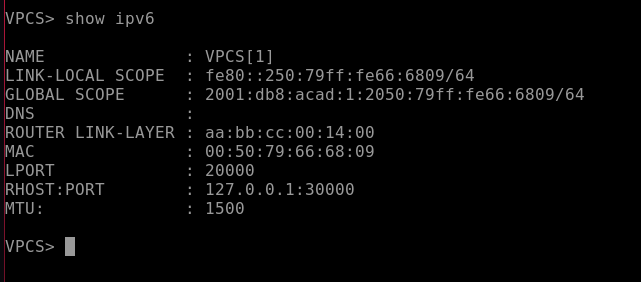 VPCS> show ipv6
NAME : VPCS[1]
LINK-LOCAL SCOPE : fe80::250:79ff:fe66:6809/64
GLOBAL SCOPE : 2001:db8:acad:1:2050:79ff:fe66:6809/64
DNS :
ROUTER LINK-LAYER : aa:bb:cc:00:14:00
MAC : 00:50:79:66:68:09
LPORT : 20000
RHOST:PORT : 127.0.0.1:30000
MTU: : 1500
VPCS>